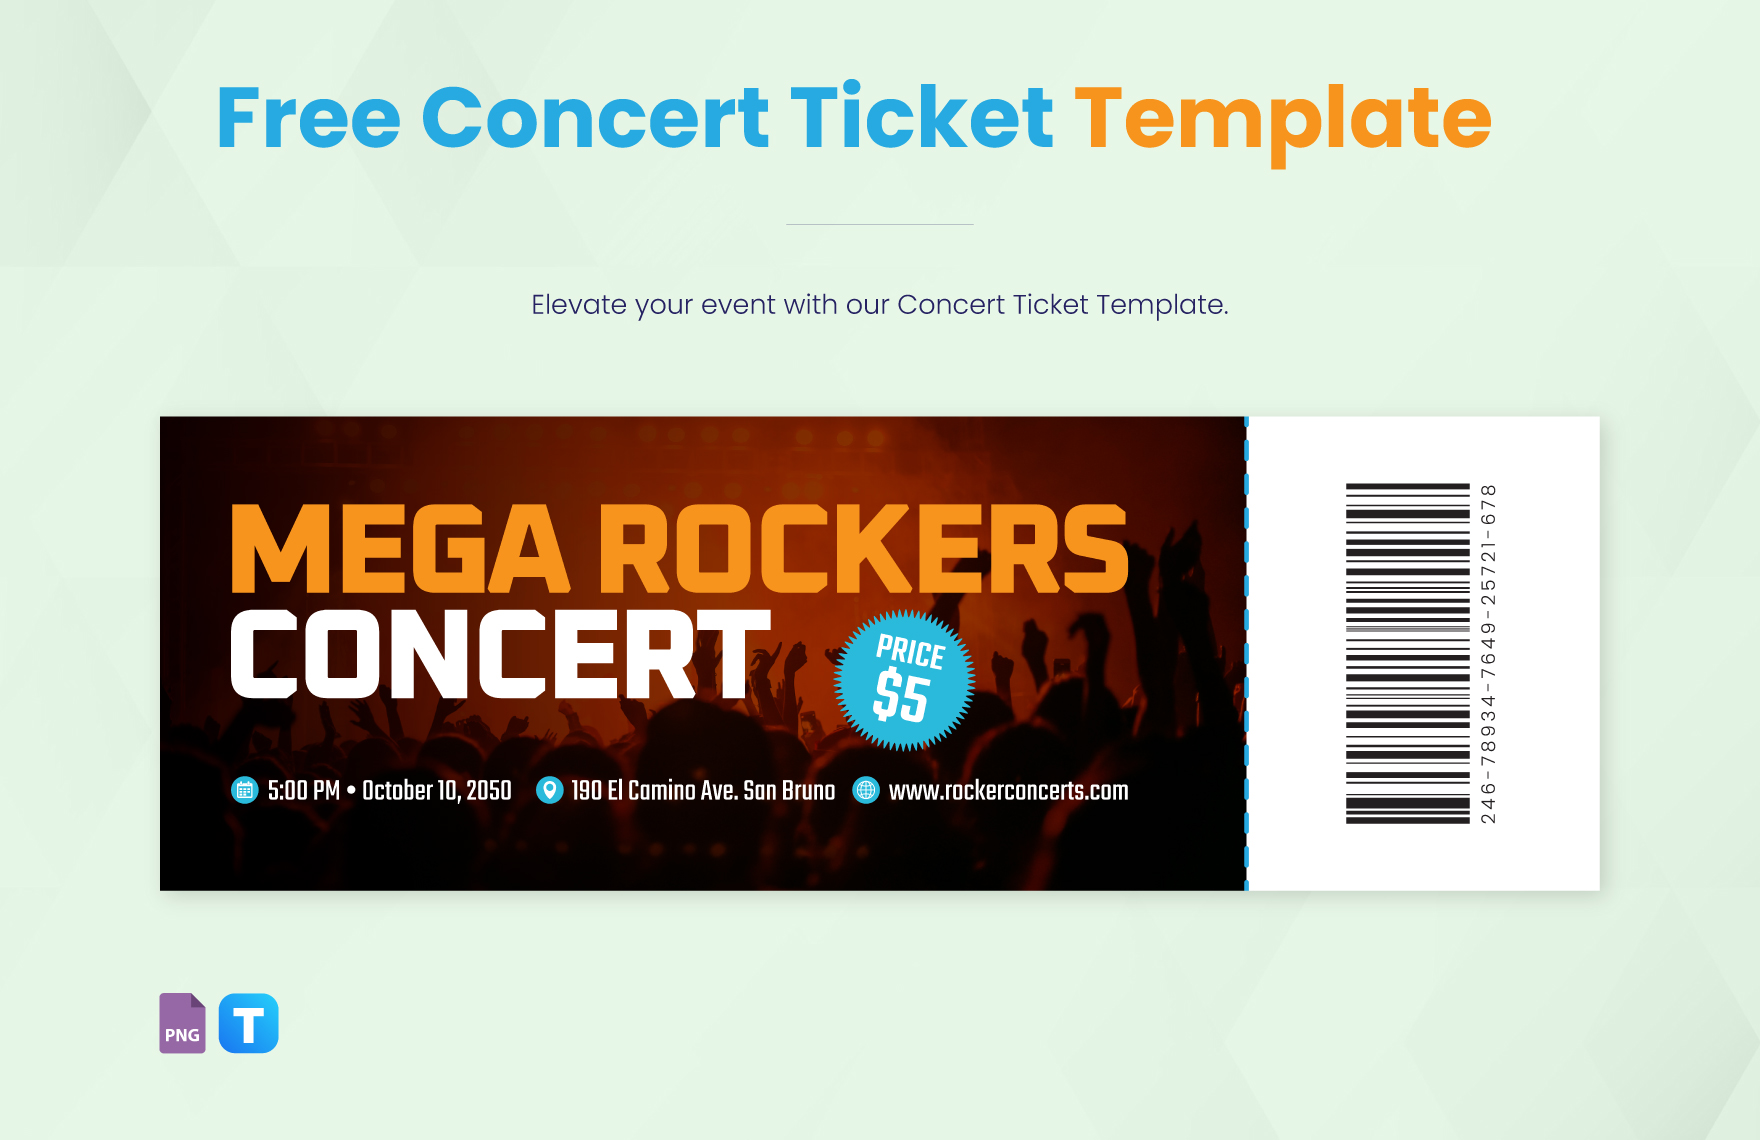 Free Concert Ticket Template
Elevate your event with our Concert Ticket Template.
MEGA ROCKERS
CONCERT
PRICE
$5
5:00 PM • October 10, 2050
190 El Camino Ave. San Bruno
www.rockerconcerts.com
246-78934-7649-25721-678
PNG
T